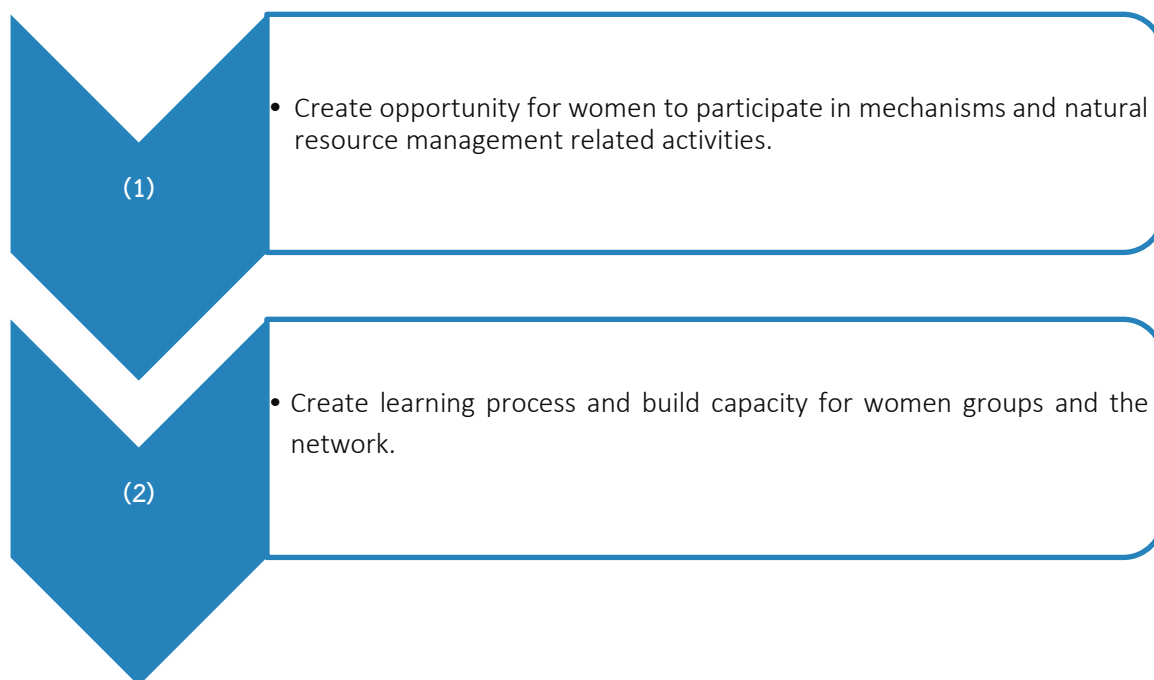 (1)
• Create opportunity for women to participate in mechanisms and natural
resource management related activities.
(2)
• Create learning process and build capacity for women groups and the
network.